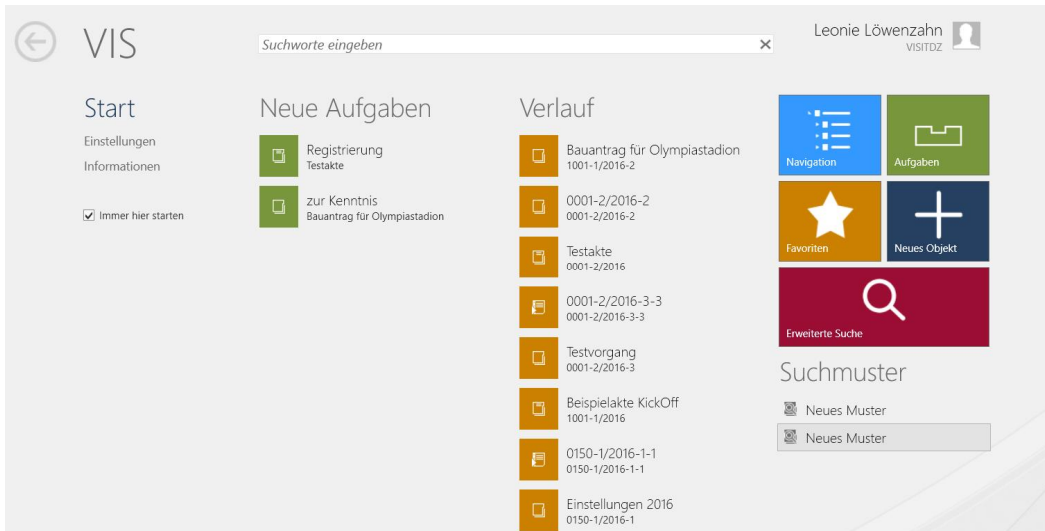 VIS
Suchworte eingeben
Leonie Löwenzahn
VISITDZ
Start
Einstellungen
Informationen
Immer hier starten
Neue Aufgaben
Registrierung
Testakte
zur Kenntnis
Bauantrag für Olympiastadion
Verlauf
Bauantrag für Olympiastadion
1001-1/2016-2
0001-2/2016-2
0001-2/2016-2
Testakte
0001-2/2016
0001-2/2016-3-3
0001-2/2016-3-3
Testvorgang
0001-2/2016-3
Beispielakte KickOff
1001-1/2016
0150-1/2016-1-1
0150-1/2016-1-1
Einstellungen 2016
0150-1/2016-1
Navigation
Aufgaben
Favoriten
Neues Objekt
Erweiterte Suche
Suchmuster
Neues Muster
Neues Muster